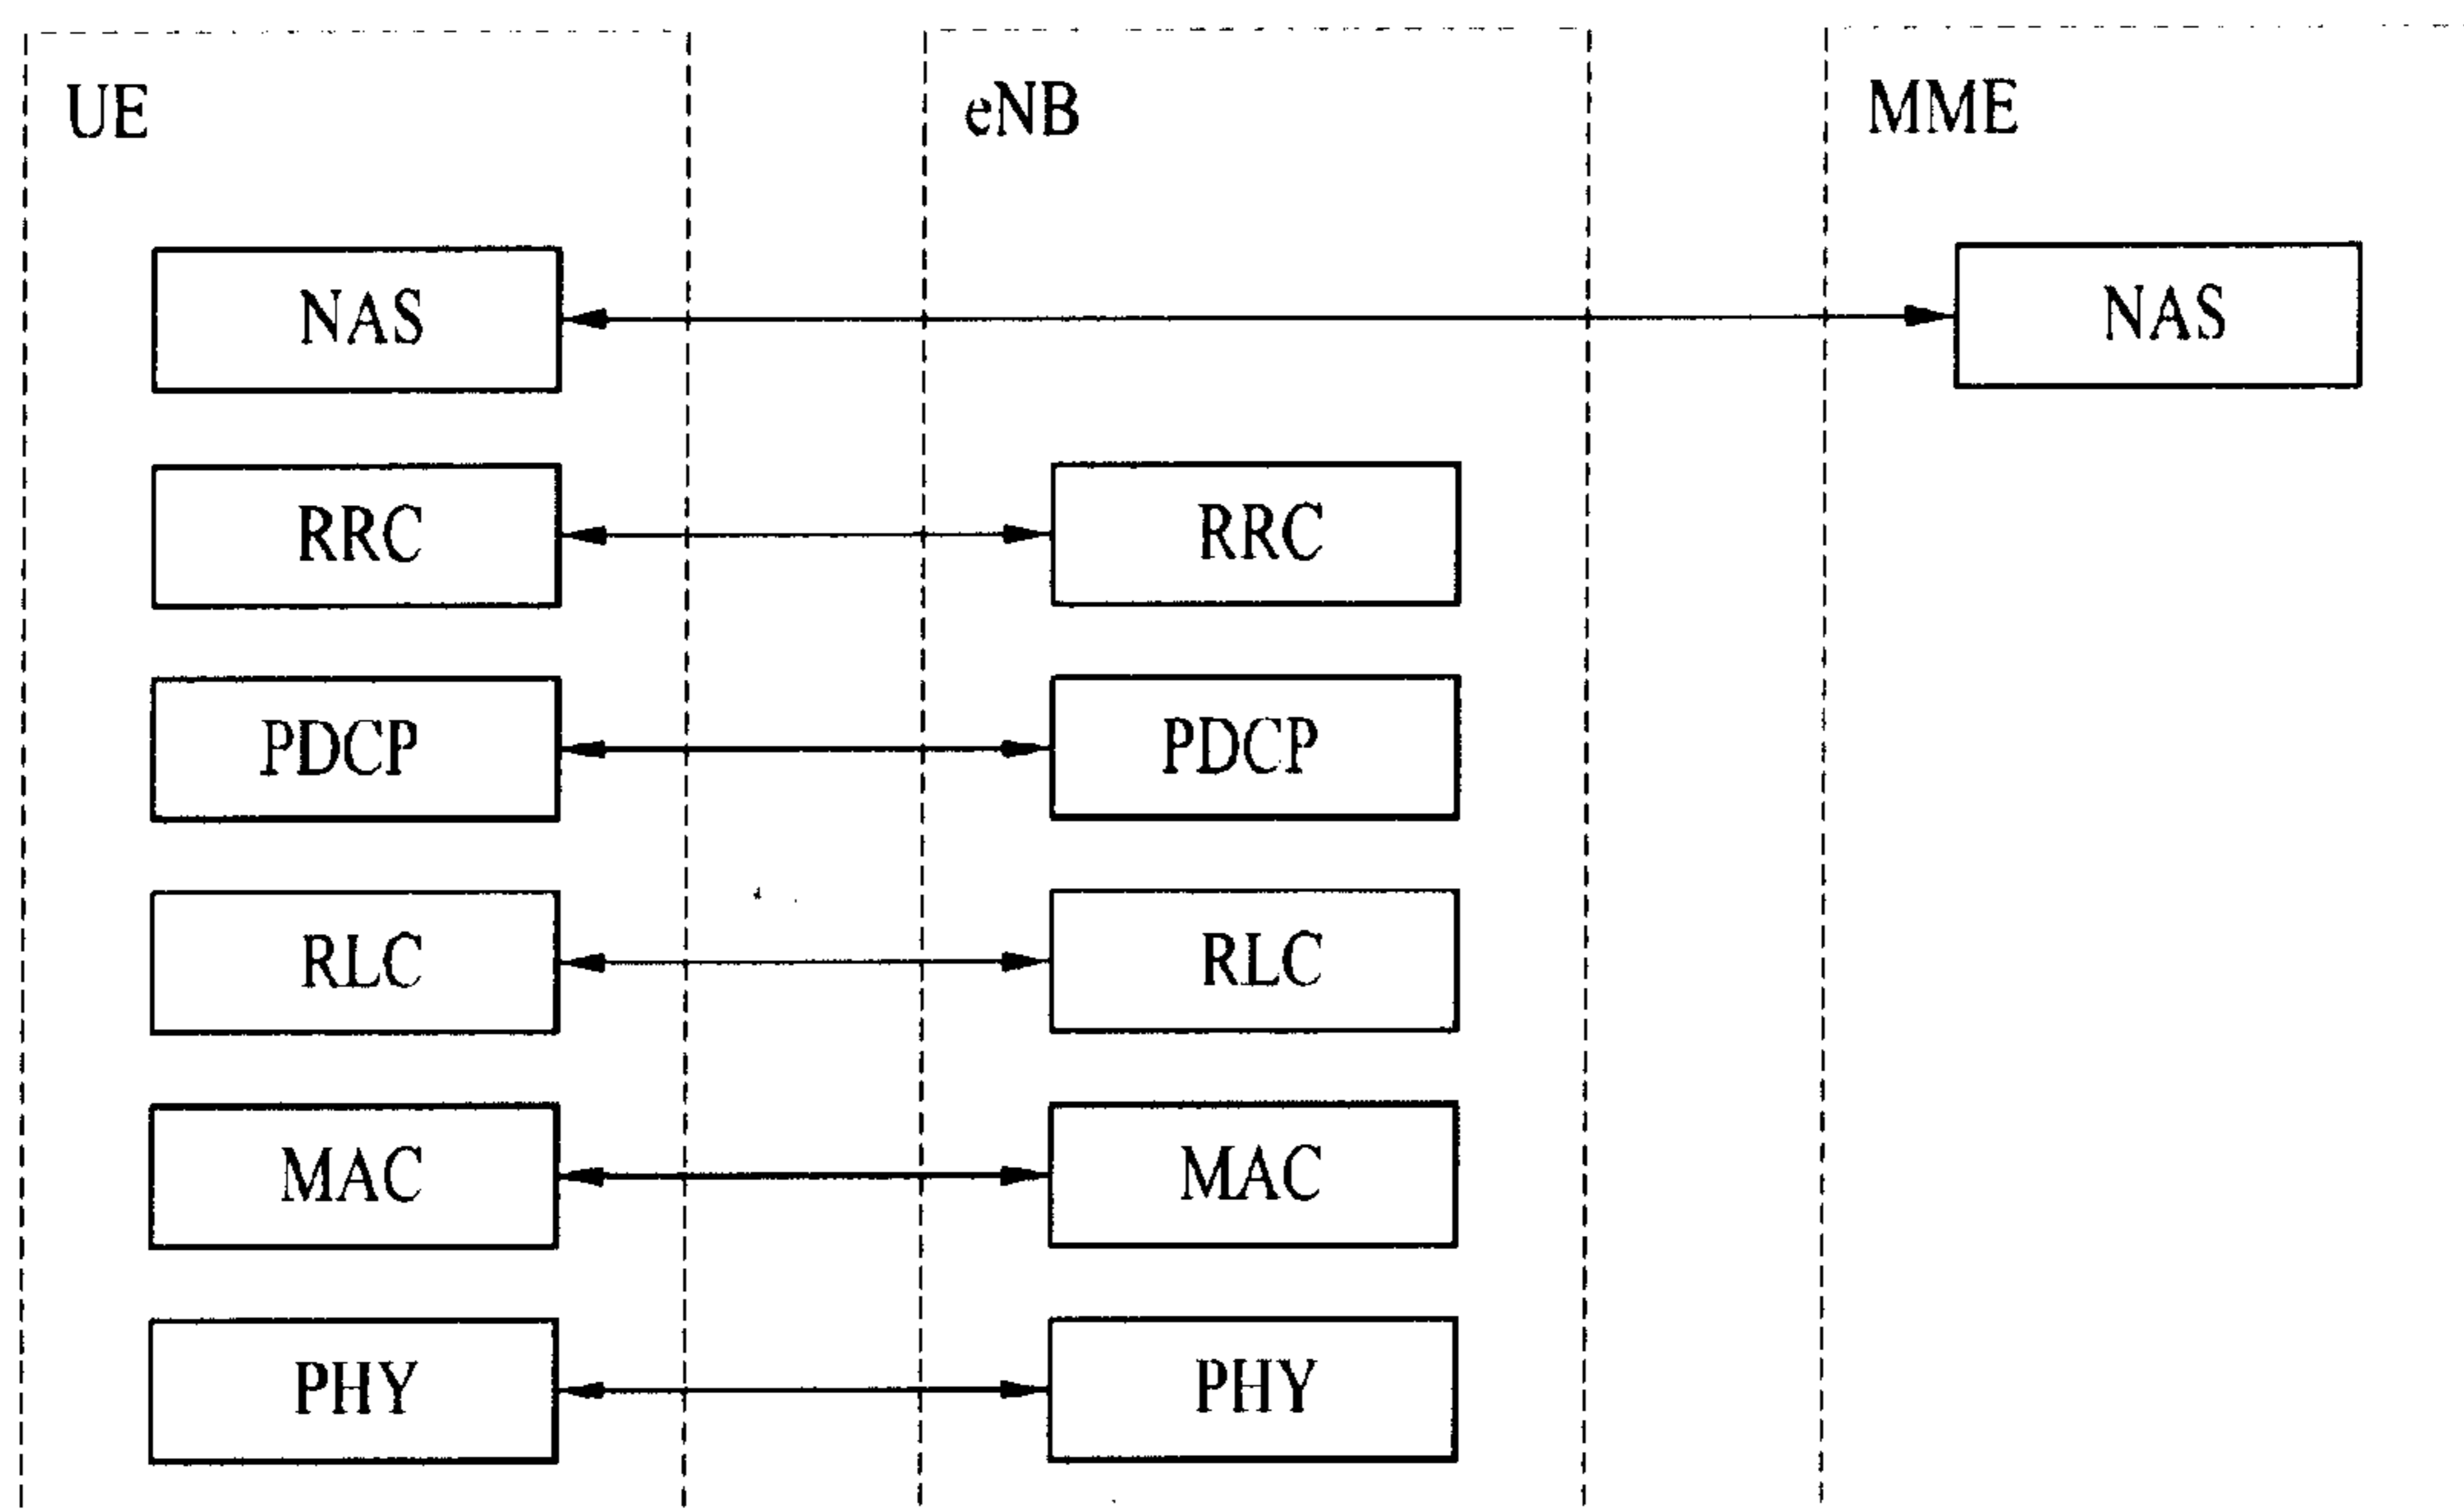 UE eNB MME
NAS NAS
RRC RRC
PDCP PDCP
RLC RLC
MAC MAC
PHY PHY